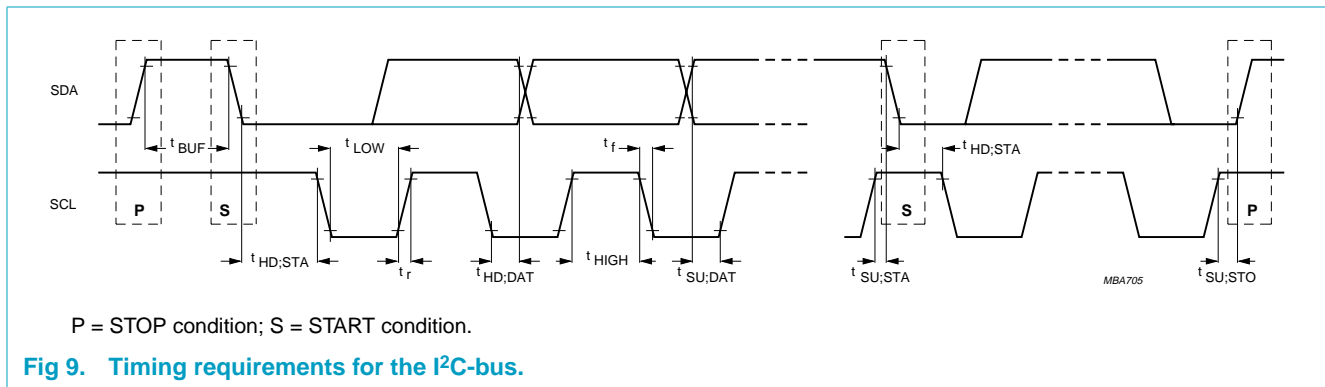 SDA
t BUF
t LOW
t f
t HD;STA
SCL
P
S
S
P
t HD;STA
t r
t HD;DAT
t HIGH
t SU;DAT
t SU;STA
MBA705
t SU;STO
P = STOP condition; S = START condition.
Fig 9. Timing requirements for the I²C-bus.